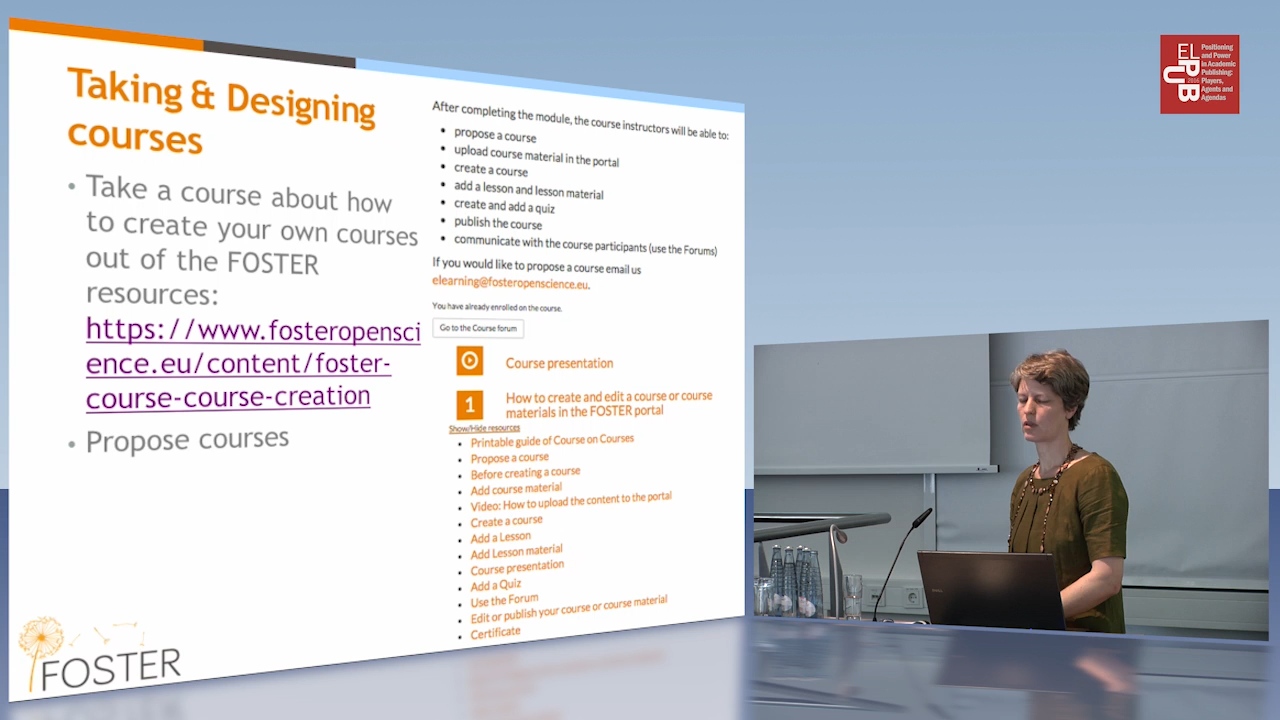 Taking & Designing
courses
• Take a course about how
to create your own courses
out of the FOSTER
resources:
https://www.fosteropensci
ence.eu/content/foster-
course-course-creation
• Propose courses
FOSTER
After completing the module, the course instructors will be able to:
• propose a course
• upload course material in the portal
• create a course
• add a lesson and lesson material
• create and add a quiz
• publish the course
• communicate with the course participants (use the Forums)
If you would like to propose a course email us
elearning@fosteropenscience.eu.
You have already enrolled on the course.
Go to the Course forum
Course presentation
1
How to create and edit a course or course
materials in the FOSTER portal
Show/Hide resources
• Printable guide of Course on Courses
• Propose a course
• Before creating a course
• Add course material
• Video: How to upload the content to the portal
• Create a course
• Add a Lesson
• Add Lesson material
• Course presentation
• Add a Quiz
• Use the Forum
• Edit or publish your course or course material
• Certificate
ELPUB
2016
Positioning
and Power
in Academic
Publishing:
Players,
Agents and
Agendas